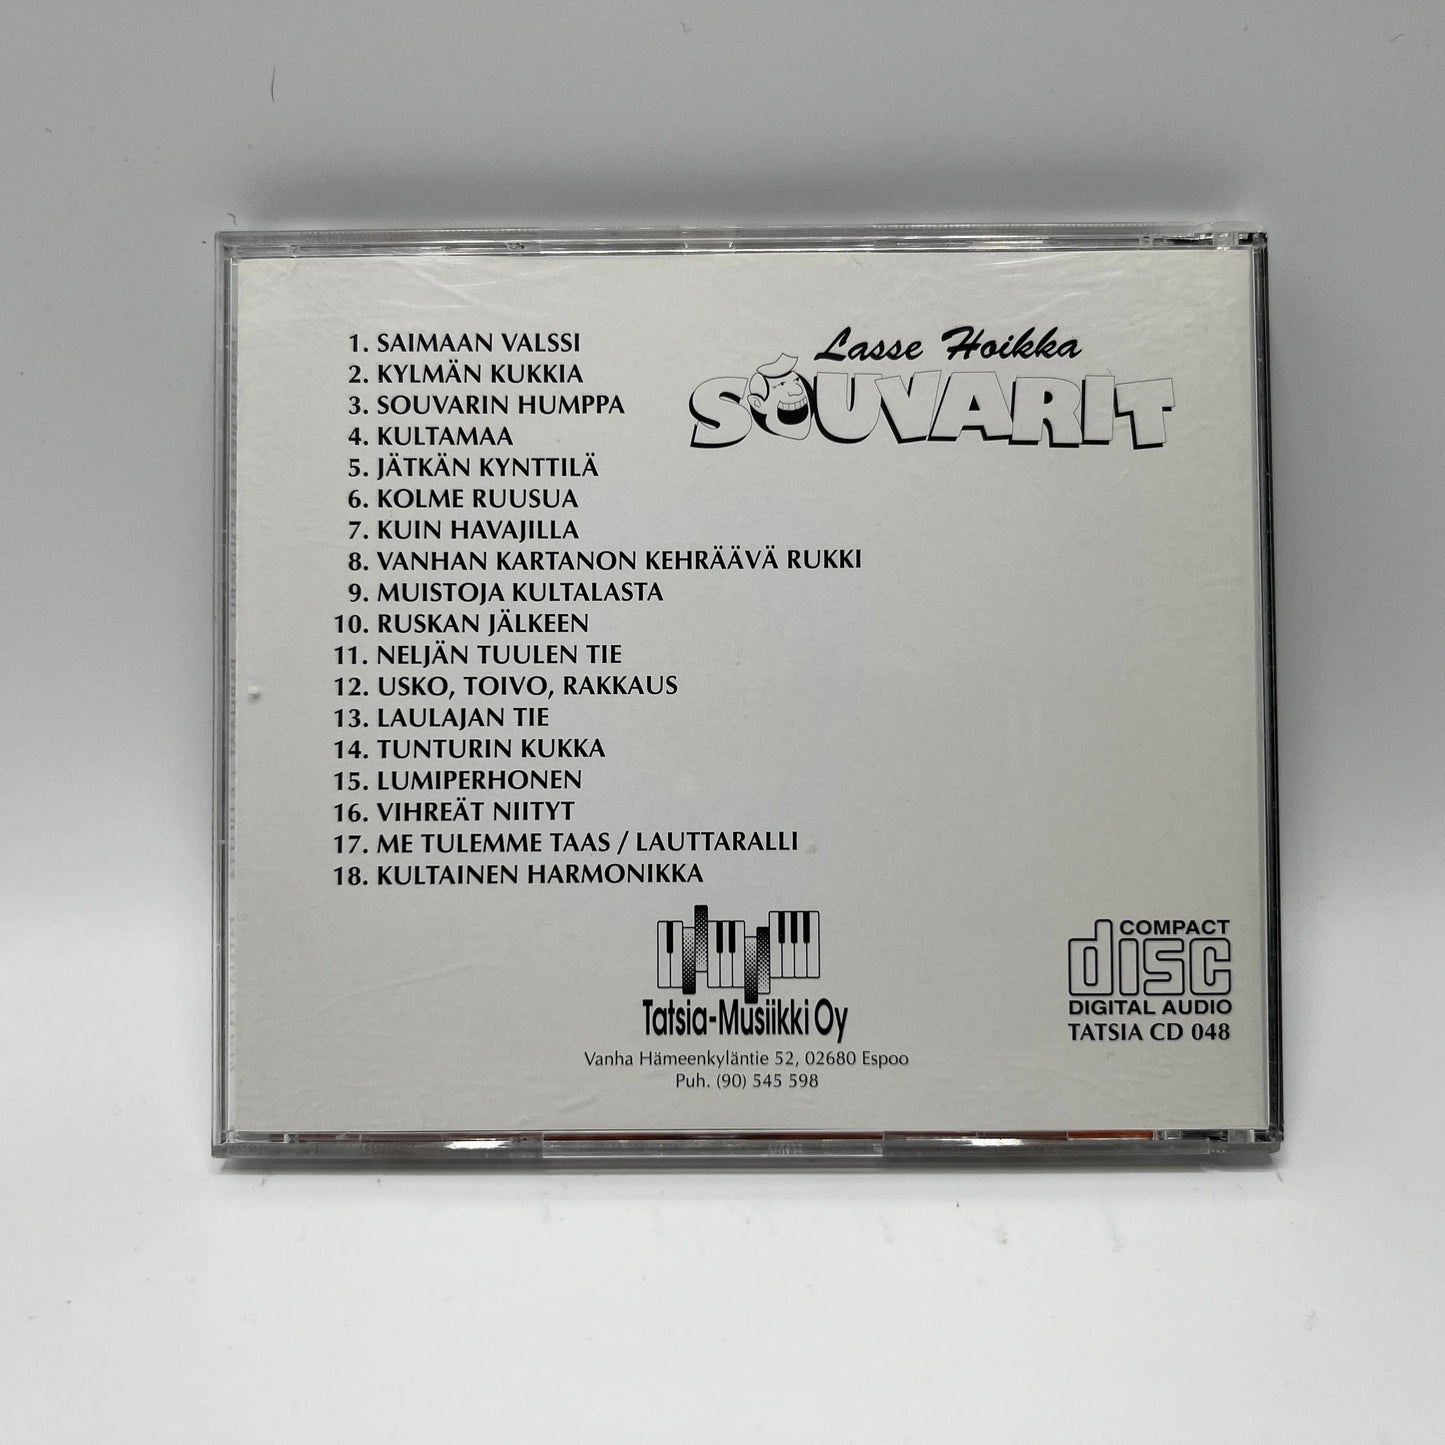 1. SAIMAAN VALSSI
2. KYLMÄN KUKKIA
3. SOUVARIN HUMPPA
4. KULTAMAA
5. JÄTKÄN KYNTTILÄ
6. KOLME RUUSUA
7. KUIN HAVAJILLA
8. VANHAN KARTANON KEHRÄÄVÄ RUKKI
9. MUISTOJA KULTALASTA
10. RUSKAN JÄLKEEN
11. NELJÄN TUULEN TIE
12. USKO, TOIVO, RAKKAUS
13. LAULAJAN TIE
14. TUNTURIN KUKKA
15. LUMIPERHONEN
16. VIHREÄT NIITYT
17. ME TULEMME TAAS / LAUTTARALLI
18. KULTAINEN HARMONIKKA
Lasse Hoikka
SOUVARIT
Tatsia-Musiikki Oy
Vanha Hämeenkyläntie 52, 02680 Espoo
Puh. (90) 545 598
COMPACT
disc
DIGITAL AUDIO
TATSIA CD 048